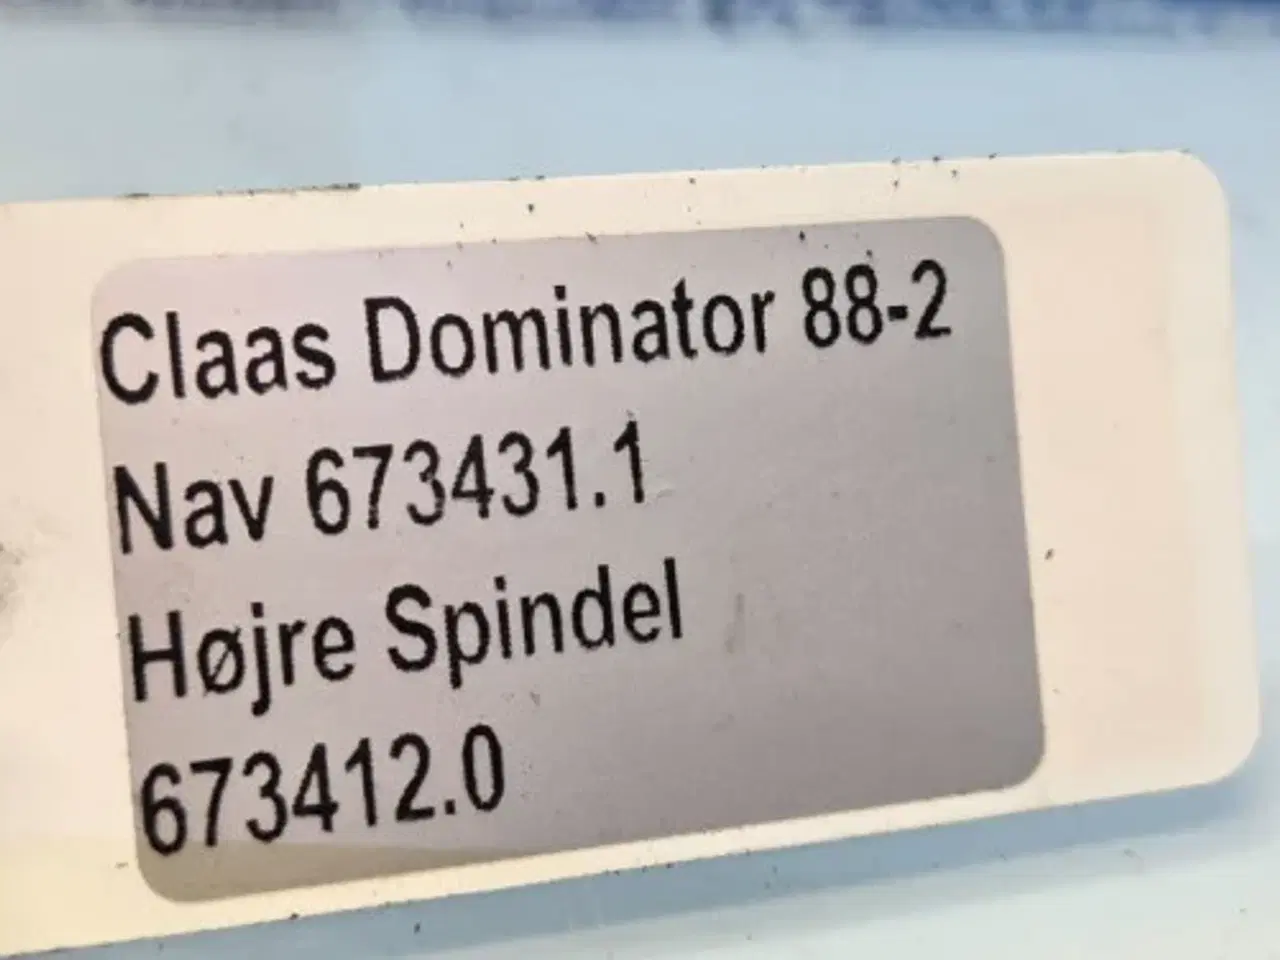 Claas Dominator 88-2
Nav 673431.1
Højre Spindel
673412.0